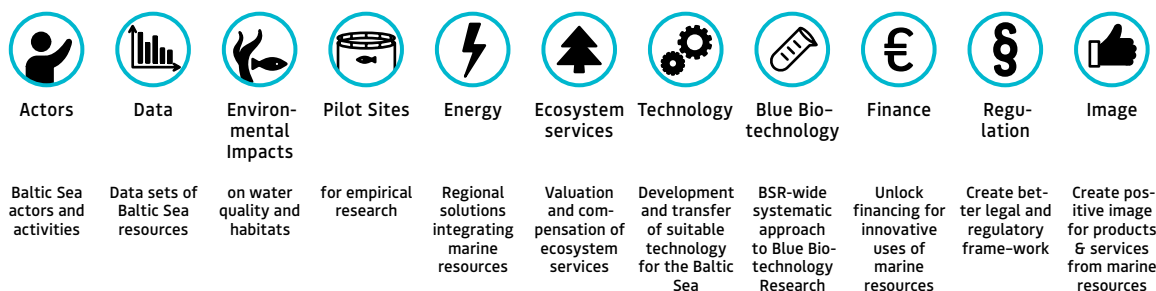 Actors
Data
Environ-
mental
Impacts
Pilot Sites
Energy
Ecosystem
services
Technology
Blue Bio-
technology
Finance
Regu-
lation
Image
Baltic Sea
actors and
activities
Data sets of
Baltic Sea
resources
on water
quality and
habitats
for empirical
research
Regional
solutions
integrating
marine
resources
Valuation
and com-
pensation of
ecosystem
services
Development
and transfer
of suitable
technology
for the Baltic
Sea
BSR-wide
systematic
approach
to Blue Bio-
technology
Research
Unlock
financing for
innovative
uses of
marine
resources
Create bet-
ter legal and
regulatory
frame-work
Create pos-
itive image
for products
& services
from marine
resources